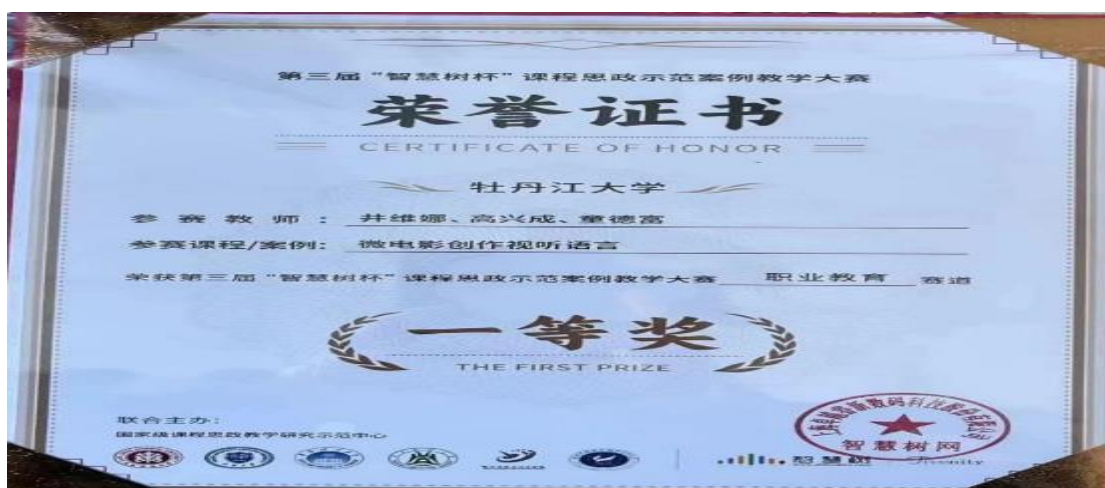 第三届“智慧树杯”课程思政示范案例教学大赛
荣誉证书
CERTIFICATE OF HONOR
牡丹江大学
参赛教师：井维娜、高兴成、童德富
参赛课程/案例：微电影创作视听语言
荣获第三届“智慧树杯”课程思政示范案例教学大赛 职业教育 赛道
一等奖
THE FIRST PRIZE
联合主办：
国家级课程思政教学研究示范中心
智慧树网
智慧树 Treenity